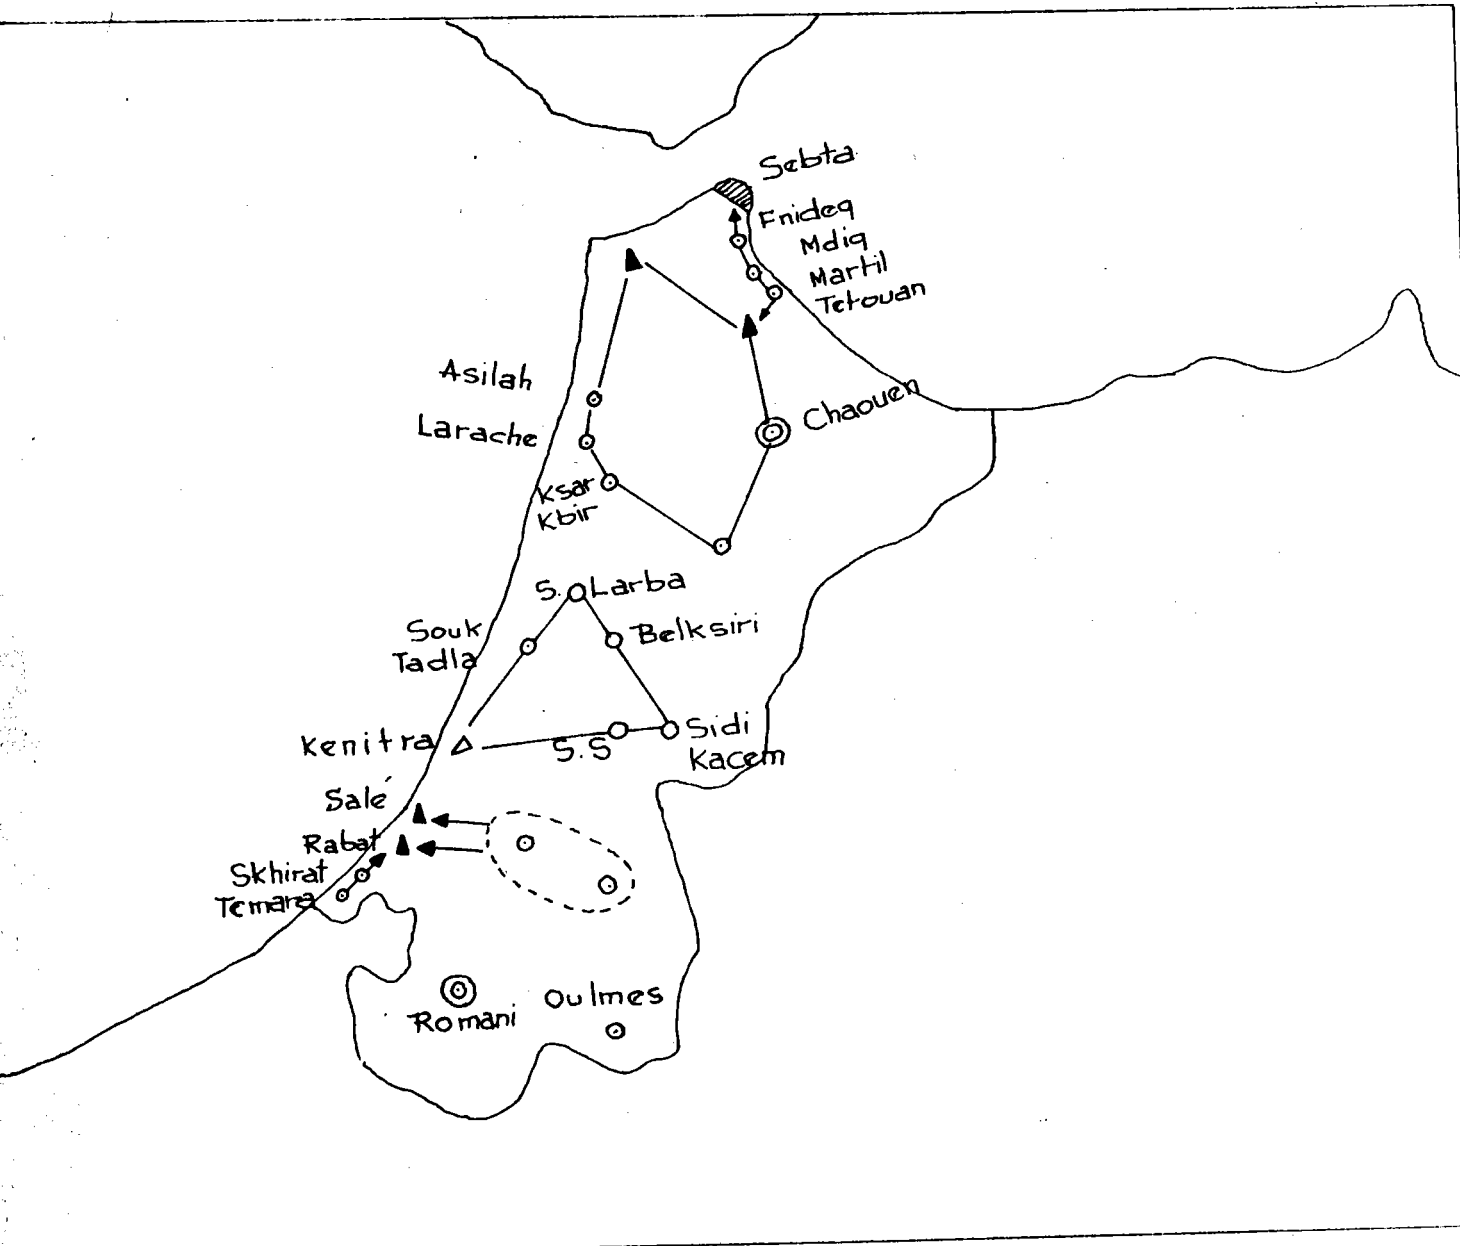 Sebta
Fnideq
Mdiq
Martil
Tetouan
Asilah
Larache
Chaouen
Ksar
Kbir
S. Larba
Souk
Tadla
Belksiri
Kenitra
S.S
Sidi
Kacem
Salé
Rabat
Skhirat
Temara
Romani
Oulmes